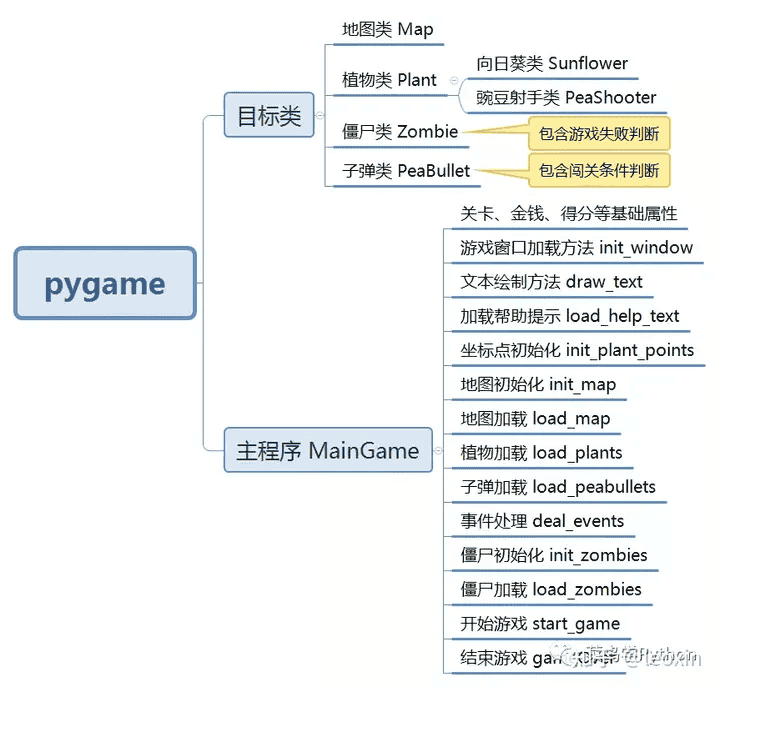 pygame
目标类
地图类 Map
植物类 Plant
向日葵类 Sunflower
豌豆射手类 PeaShooter
僵尸类 Zombie
包含游戏失败判断
子弹类 PeaBullet
包含闯关条件判断
主程序 MainGame
关卡、金钱、得分等基础属性
游戏窗口加载方法 init_window
文本绘制方法 draw_text
加载帮助提示 load_help_text
坐标点初始化 init_plant_points
地图初始化 init_map
地图加载 load_map
植物加载 load_plants
子弹加载 load_peabullets
事件处理 deal_events
僵尸初始化 init_zombies
僵尸加载 load_zombies
开始游戏 start_game
结束游戏